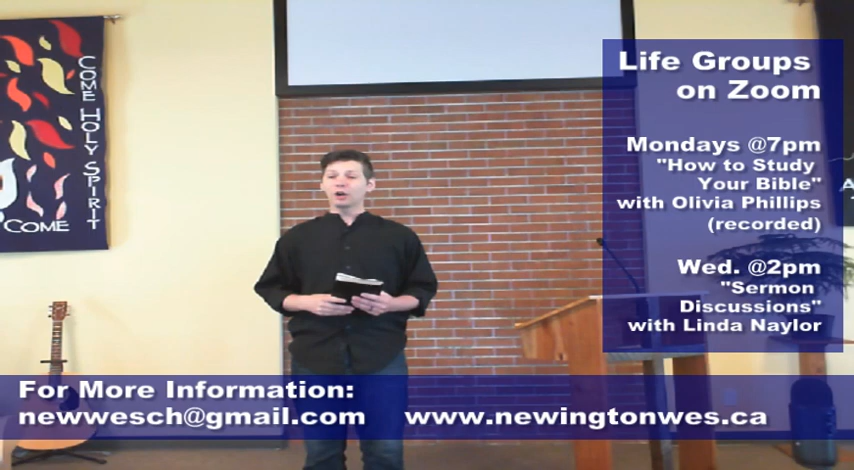 COME HOLY SPIRIT
COME
Life Groups
on Zoom
Mondays @7pm
"How to Study
Your Bible"
with Olivia Phillips
(recorded)
Wed. @2pm
"Sermon
Discussions"
with Linda Naylor
For More Information:
newwesch@gmail.com www.newingtonwes.ca